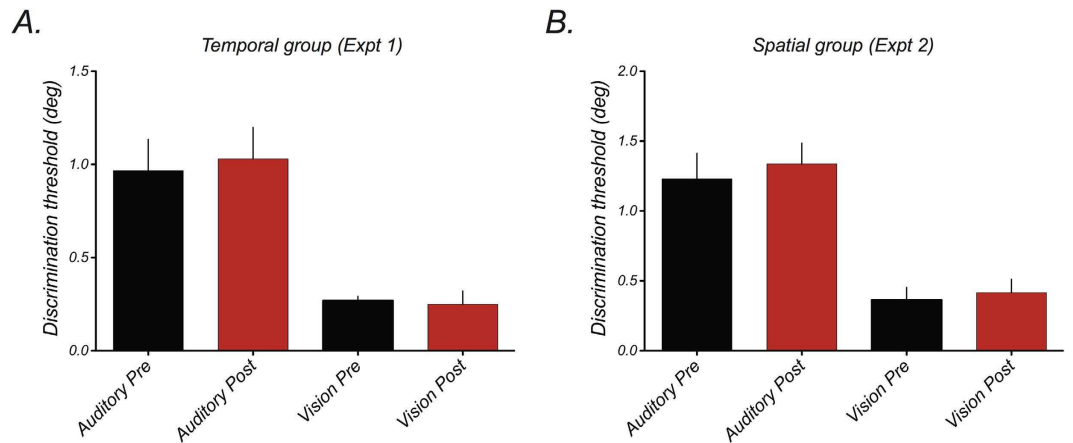 A.
Temporal group (Expt 1)
Discrimination threshold (deg)
1.5
1.0
0.5
0.0
Auditory Pre
Auditory Post
Vision Pre
Vision Post
B.
Spatial group (Expt 2)
Discrimination threshold (deg)
2.0
1.5
1.0
0.5
0.0
Auditory Pre
Auditory Post
Vision Pre
Vision Post